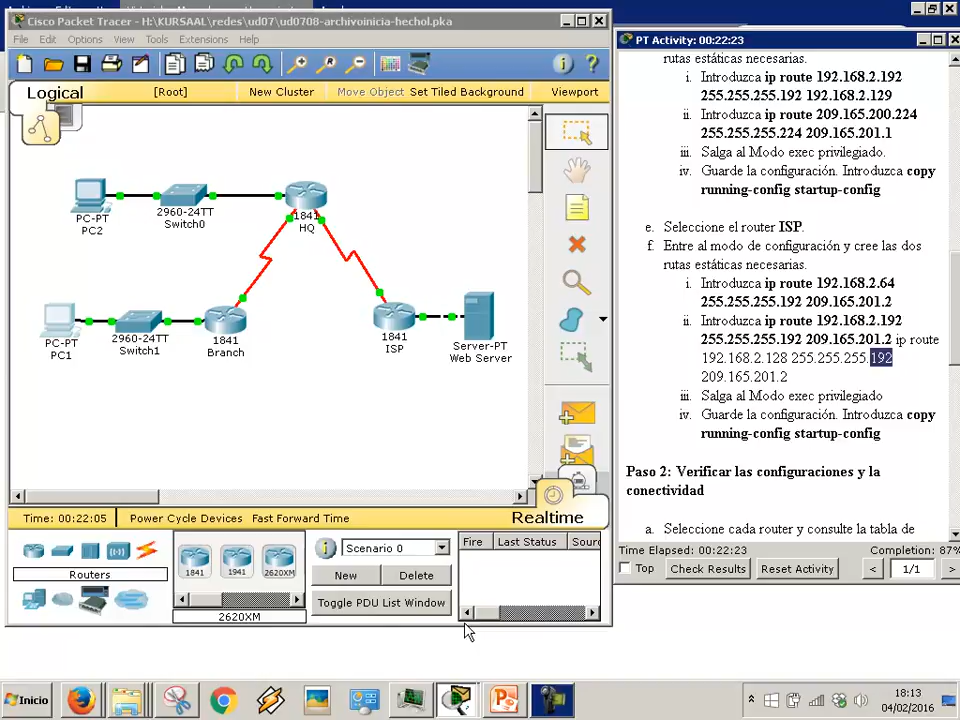 Cisco Packet Tracer - H:\KURSAAL\redes\ud07\ud0708-archivoinicia-hechol.pka
File Edit Options View Tools Extensions Help
Logical [Root] New Cluster Move Object Set Tiled Background Viewport
PC-PT
PC2
2960-24TT
Switch0
1841
HQ
PC-PT
PC1
2960-24TT
Switch1
1841
Branch
1841
ISP
Server-PT
Web Server
Time: 00:22:05 Power Cycle Devices Fast Forward Time
Realtime
Routers
1841 1941 2620XM
2620XM
Scenario 0
New Delete
Toggle PDU List Window
Fire Last Status Sourc
PT Activity: 00:22:23
rutas estáticas necesarias.
i. Introduzca ip route 192.168.2.192
255.255.255.192 192.168.2.129
ii. Introduzca ip route 209.165.200.224
255.255.255.224 209.165.201.1
iii. Salga al Modo exec privilegiado.
iv. Guarde la configuración. Introduzca copy
running-config startup-config
e. Seleccione el router ISP.
f. Entre al modo de configuración y cree las dos
rutas estáticas necesarias.
i. Introduzca ip route 192.168.2.64
255.255.255.192 209.165.201.2
ii. Introduzca ip route 192.168.2.192
255.255.255.192 209.165.201.2 ip route
192.168.2.128 255.255.255.192
209.165.201.2
iii. Salga al Modo exec privilegiado
iv. Guarde la configuración. Introduzca copy
running-config startup-config
Paso 2: Verificar las configuraciones y la
conectividad
a. Seleccione cada router y consulte la tabla de
Time Elapsed: 00:22:23 Completion: 87%
Top Check Results Reset Activity < 1/1 >
Inicio
18:13
04/02/2016